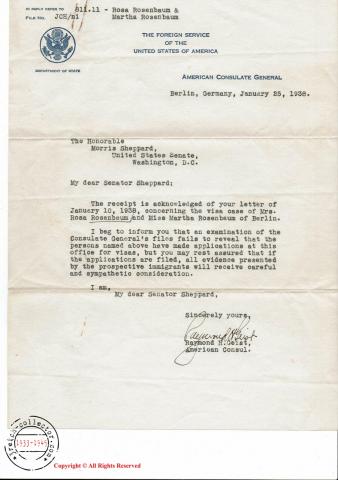 IN REPLY REFER TO
FILE NO. 811.11 - Rosa Rosenbaum &
JCH/ni Martha Rosenbaum
THE FOREIGN SERVICE
OF THE
UNITED STATES OF AMERICA
DEPARTMENT OF STATE
AMERICAN CONSULATE GENERAL
Berlin, Germany, January 25, 1938.
The Honorable
Morris Sheppard,
United States Senate,
Washington, D.C.
My dear Senator Sheppard;
The receipt is acknowledged of your letter of
January 10, 1938, concerning the visa case of Mrs.
Rosa Rosenbaum and Miss Martha Rosenbaum of Berlin.
I beg to inform you that an examination of the
Consulate General's files fails to reveal that the
persons named above have made applications at this
office for visas, but you may rest assured that if
the applications are filed, all evidence presented
by the prospective immigrants will receive careful
and sympathetic consideration.
I am,
My dear Senator Sheppard,
Sincerely yours,
Raymond H. Geist
Raymond H.Geist,
American Consul.
3reich-collector.com
1933-1945
Copyright © All Rights Reserved